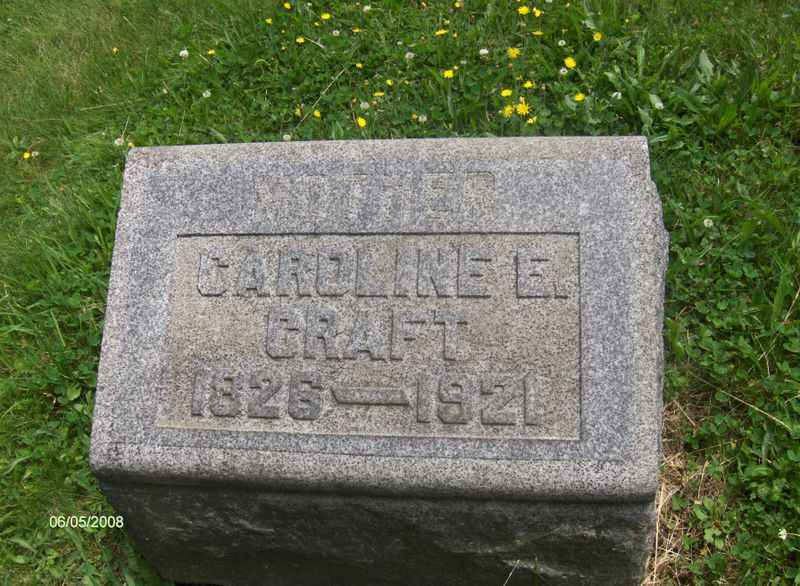 MOTHER
CAROLINE E.
CRAFT
1826—1921
06/05/2008